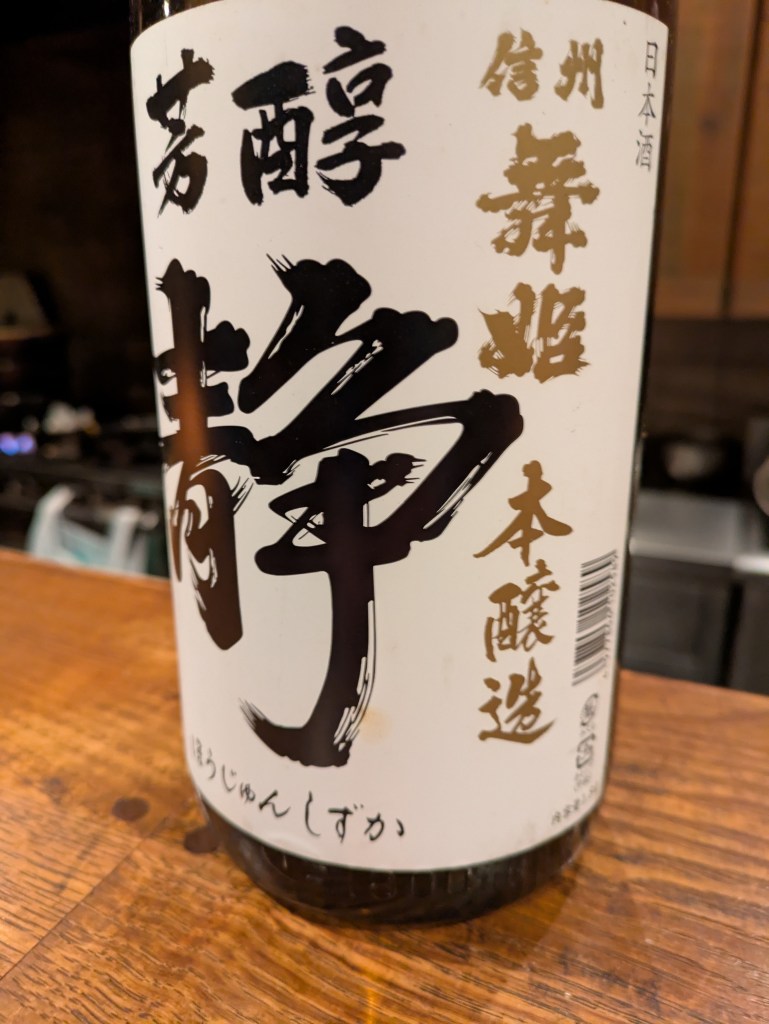 芳醇
静
ほうじゅん しずか
信州
舞姫
本醸造
日本酒